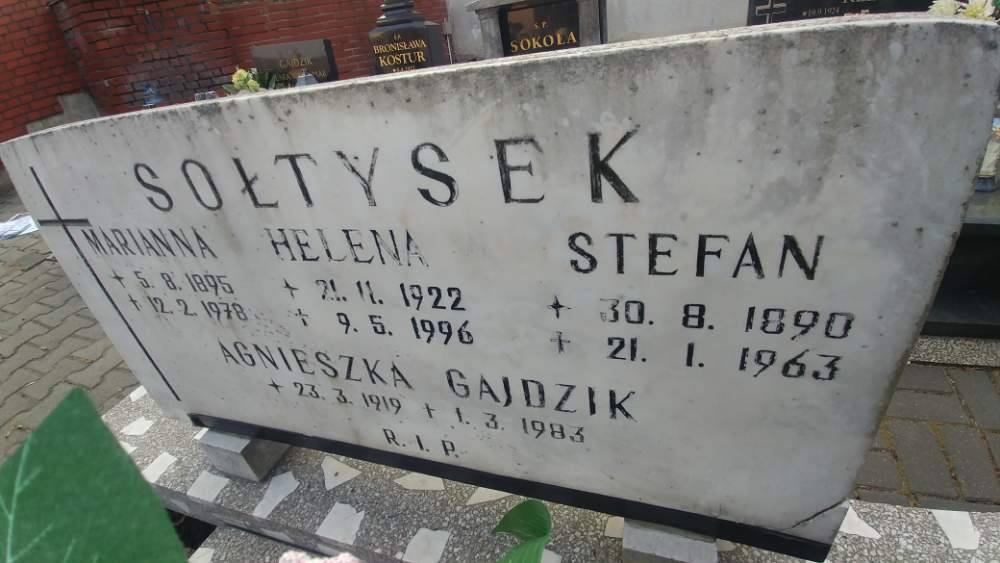 GAJDZIK
BRONISŁAWA
KOSTUR
Ś.P.
SOKOŁA
SOŁTYSEK
MARIANNA HELENA STEFAN
+ 5. 8. 1895 + 21. 11. 1922 + 30. 8. 1890
+ 12. 2. 1978 + 9. 5. 1996 + 21. 1. 1963
AGNIESZKA GAJDZIK
+ 23. 3. 1919 + 1. 3. 1983
R. I. P.